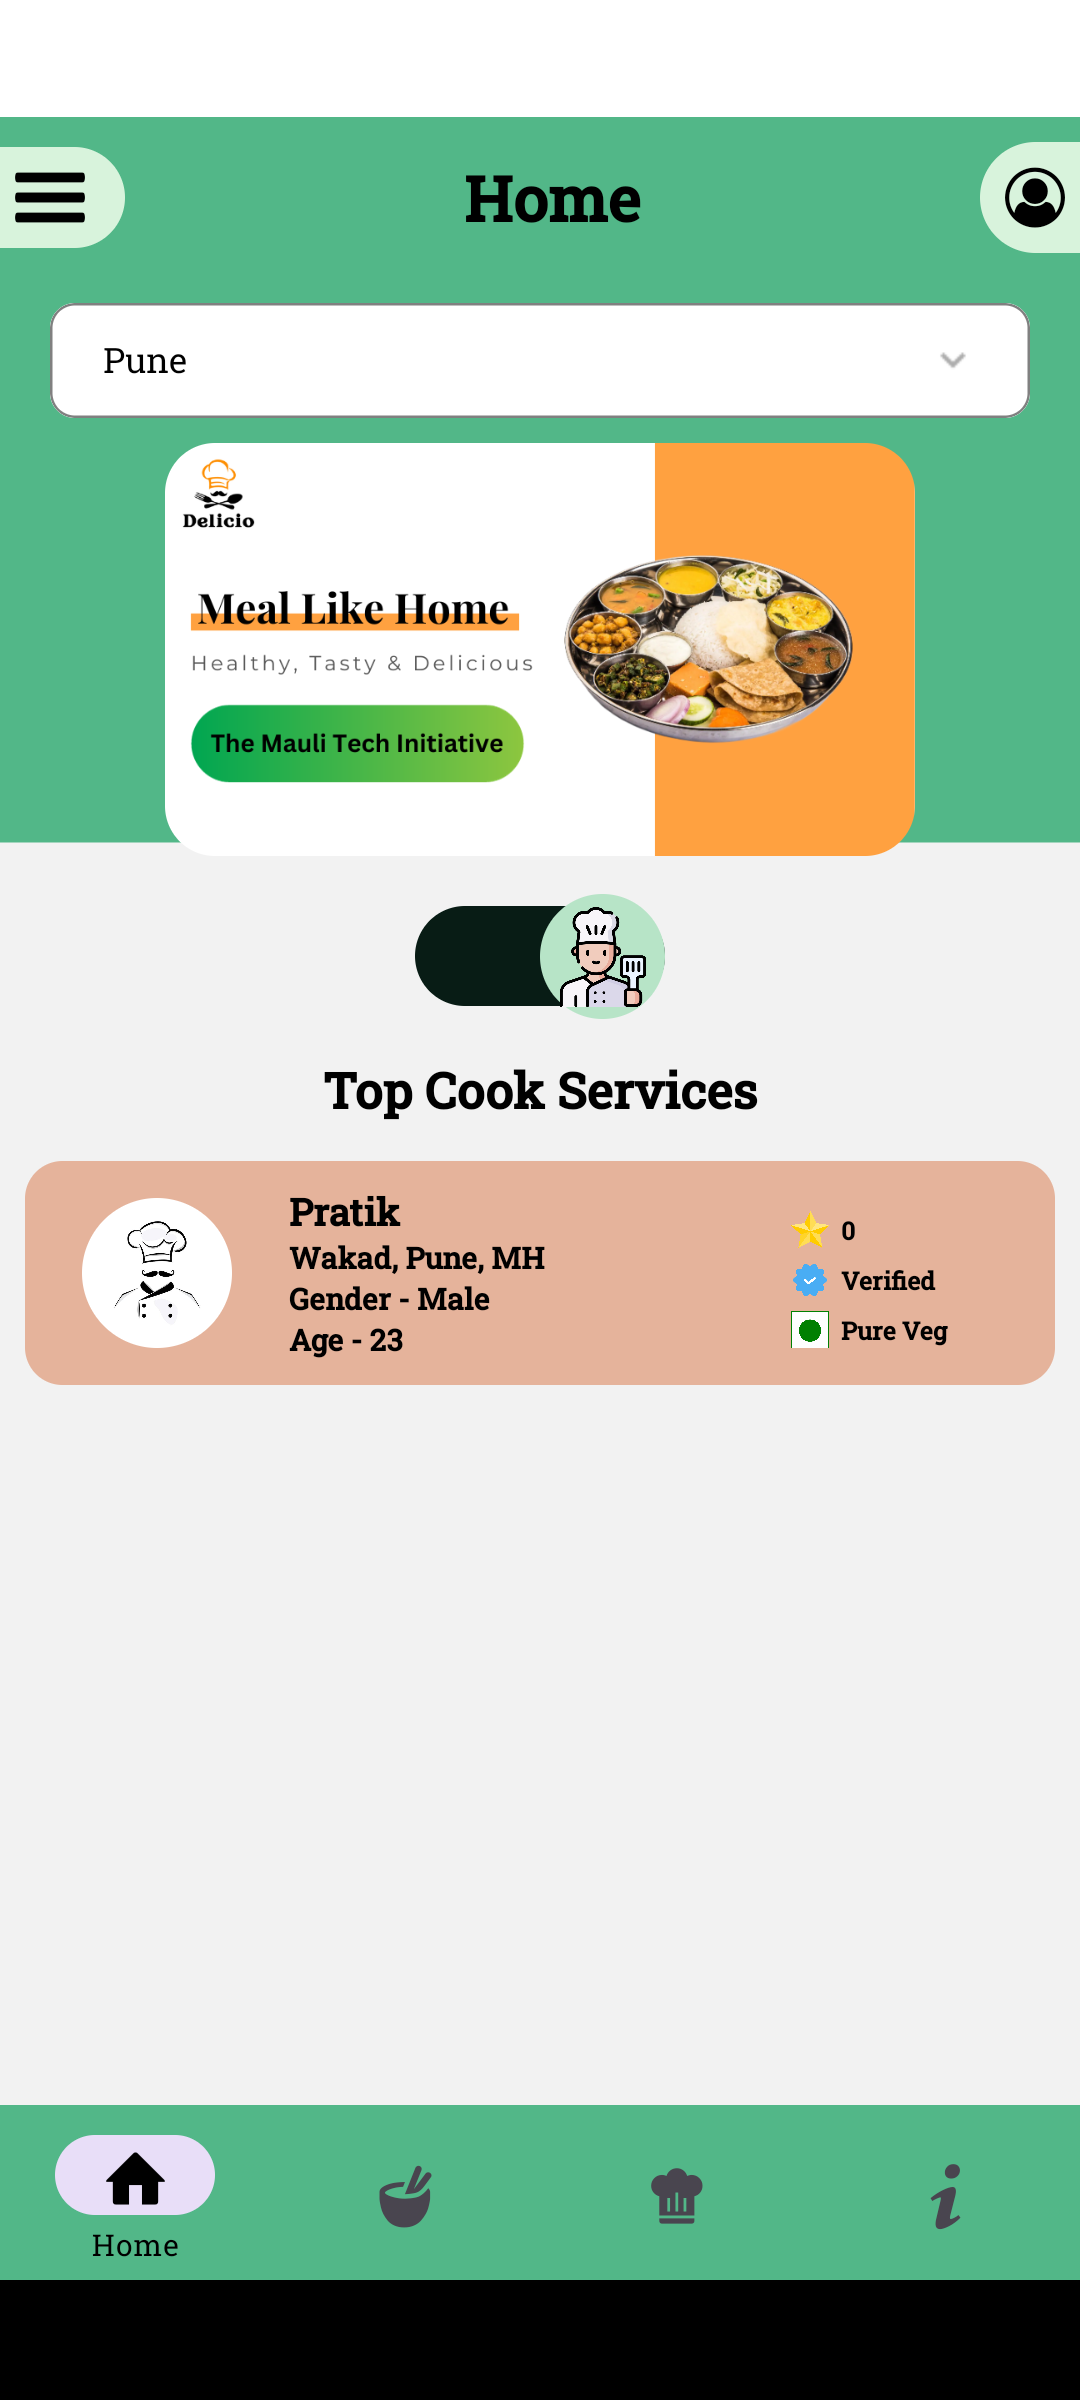 Home
Pune
Delicio
Meal Like Home
Healthy, Tasty & Delicious
The Mauli Tech Initiative
Top Cook Services
Pratik
Wakad, Pune, MH
Gender - Male
Age - 23
0
Verified
Pure Veg
Home